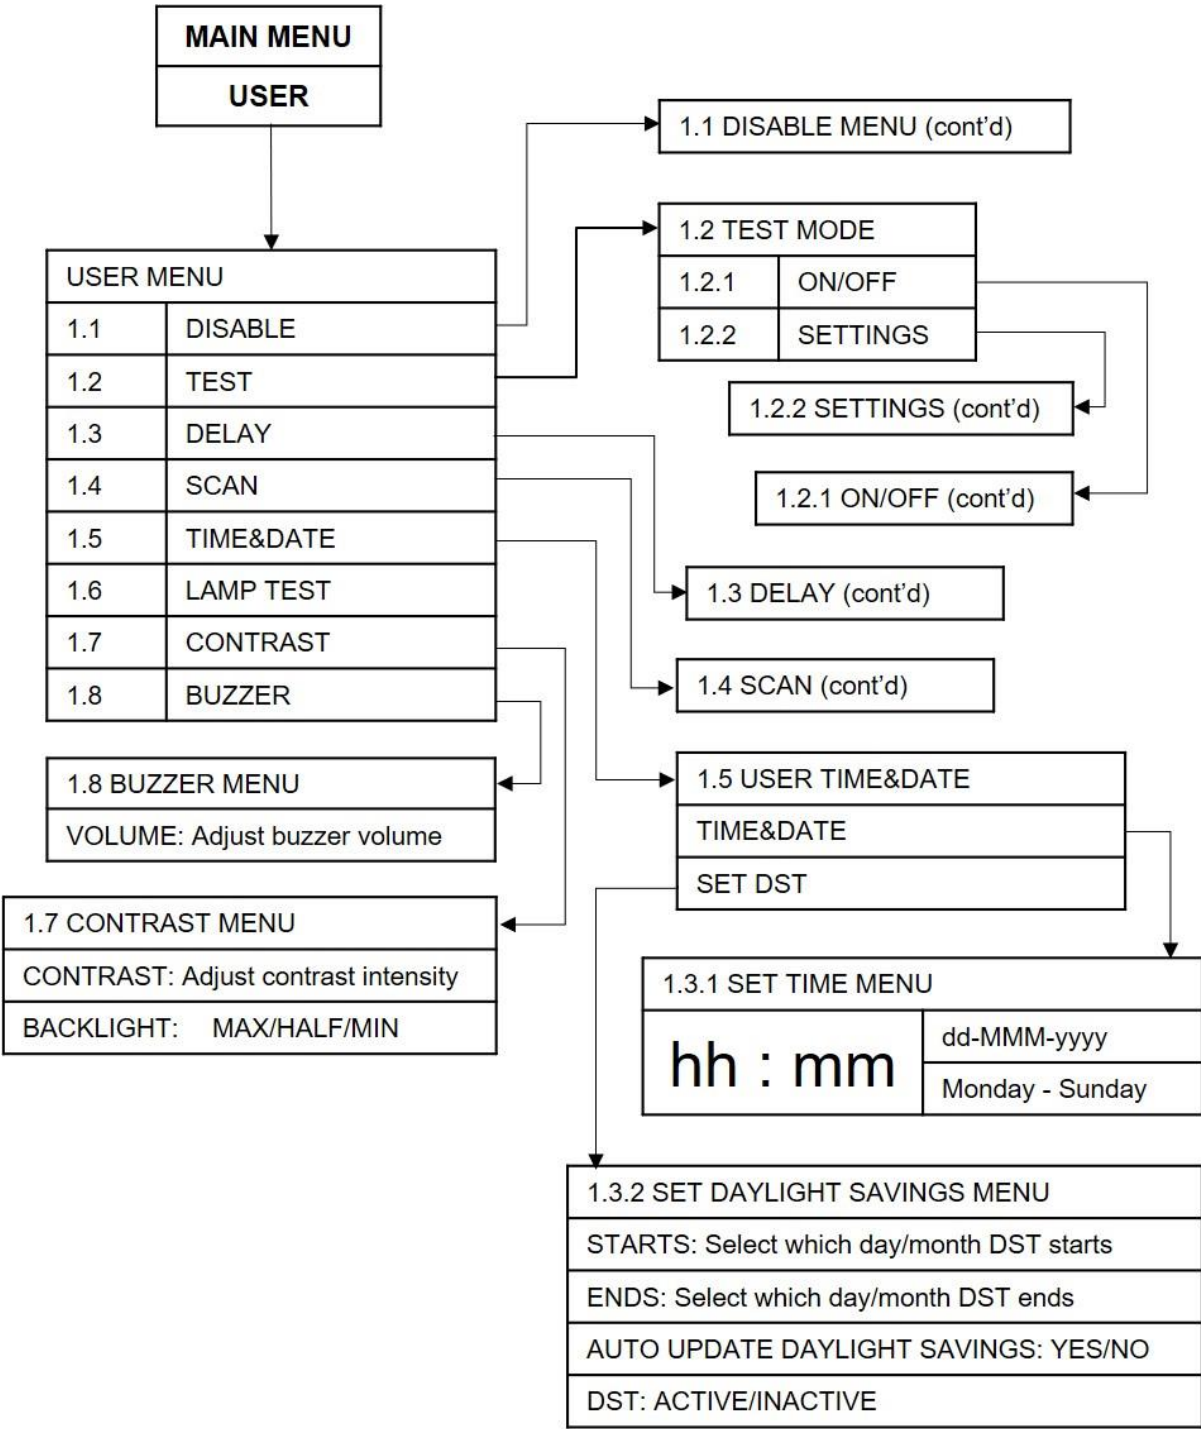 MAIN MENU
USER
1.1 DISABLE MENU (cont’d)
1.2 TEST MODE
1.2.1 ON/OFF
1.2.2 SETTINGS
1.2.2 SETTINGS (cont’d)
1.2.1 ON/OFF (cont’d)
USER MENU
1.1 DISABLE
1.2 TEST
1.3 DELAY
1.4 SCAN
1.5 TIME&DATE
1.6 LAMP TEST
1.7 CONTRAST
1.8 BUZZER
1.3 DELAY (cont’d)
1.4 SCAN (cont’d)
1.8 BUZZER MENU
VOLUME: Adjust buzzer volume
1.5 USER TIME&DATE
TIME&DATE
SET DST
1.7 CONTRAST MENU
CONTRAST: Adjust contrast intensity
BACKLIGHT: MAX/HALF/MIN
1.3.1 SET TIME MENU
hh : mm
dd-MMM-yyyy
Monday - Sunday
1.3.2 SET DAYLIGHT SAVINGS MENU
STARTS: Select which day/month DST starts
ENDS: Select which day/month DST ends
AUTO UPDATE DAYLIGHT SAVINGS: YES/NO
DST: ACTIVE/INACTIVE